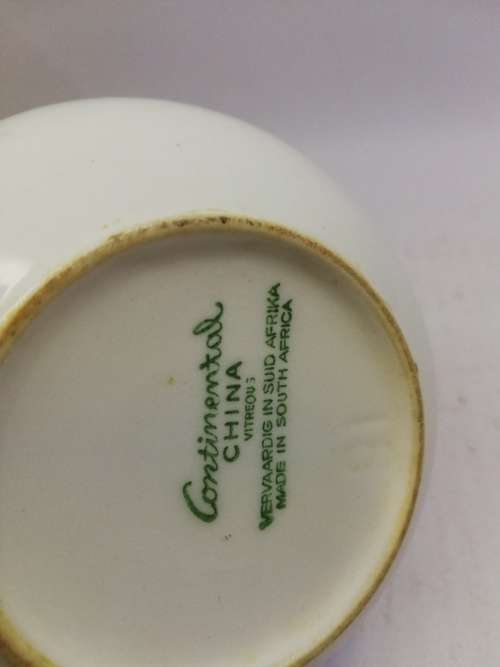 Continental
CHINA
VITREOUS
VERVAARDIG IN SUID AFRIKA
MADE IN SOUTH AFRICA